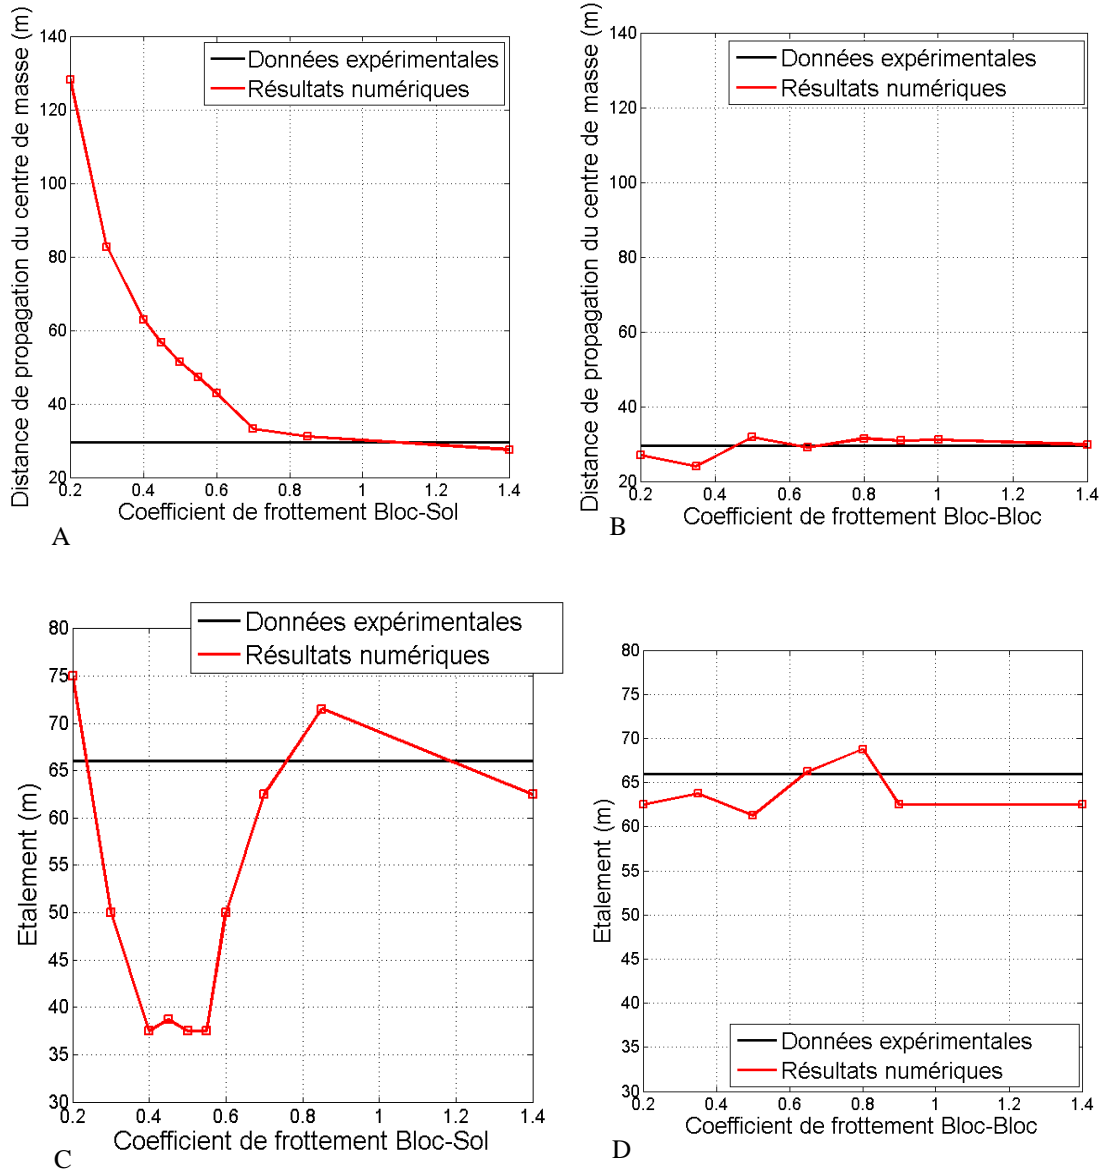 Distance de propagation du centre de masse (m)
140
120
100
80
60
40
20
Données expérimentales
Résultats numériques
0.2 0.4 0.6 0.8 1 1.2 1.4
Coefficient de frottement Bloc-Sol
A
Distance de propagation du centre de masse (m)
140
120
100
80
60
40
20
Données expérimentales
Résultats numériques
0.2 0.4 0.6 0.8 1 1.2 1.4
Coefficient de frottement Bloc-Bloc
B
Etalement (m)
80
75
70
65
60
55
50
45
40
35
30
Données expérimentales
Résultats numériques
0.2 0.4 0.6 0.8 1 1.2 1.4
Coefficient de frottement Bloc-Sol
C
Etalement (m)
80
75
70
65
60
55
50
45
40
35
30
Données expérimentales
Résultats numériques
0.2 0.4 0.6 0.8 1 1.2 1.4
Coefficient de frottement Bloc-Bloc
D